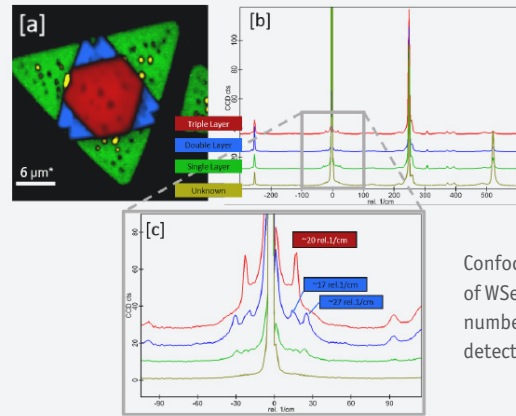 [a]
6 µm"
[b]
CCD cts
120
100
80
60
Triple Layer
Double Layer
Single Layer
Unknown
-200 -100 0 100 200 300 400 500
rel. 1/cm
[c]
CCD cts
80
60
40
20
0
~20 rel.1/cm
~17 rel.1/cm
~27 rel.1/cm
-90 -60 -30 0 30 60 90
rel. 1/cm
Confoc
of WSe
numbe
detect